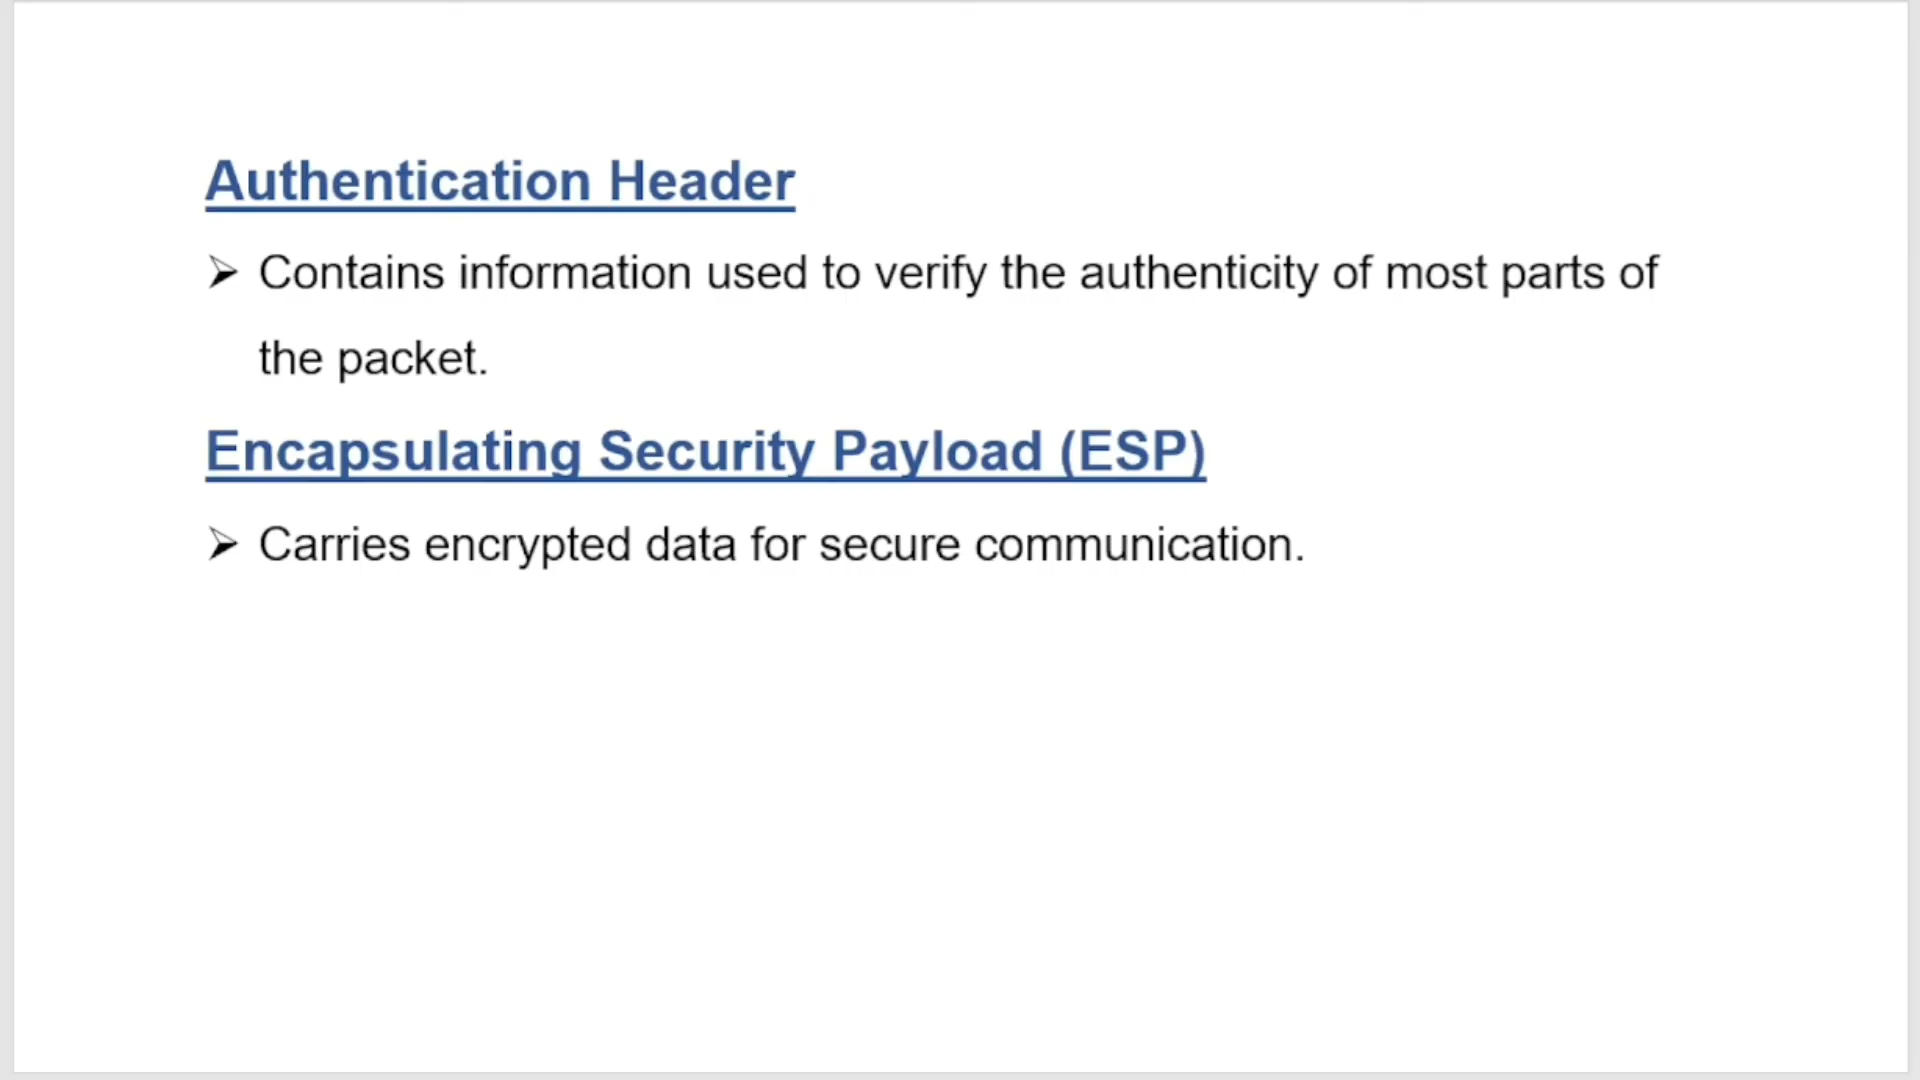 Authentication Header
➢ Contains information used to verify the authenticity of most parts of
the packet.
Encapsulating Security Payload (ESP)
➢ Carries encrypted data for secure communication.